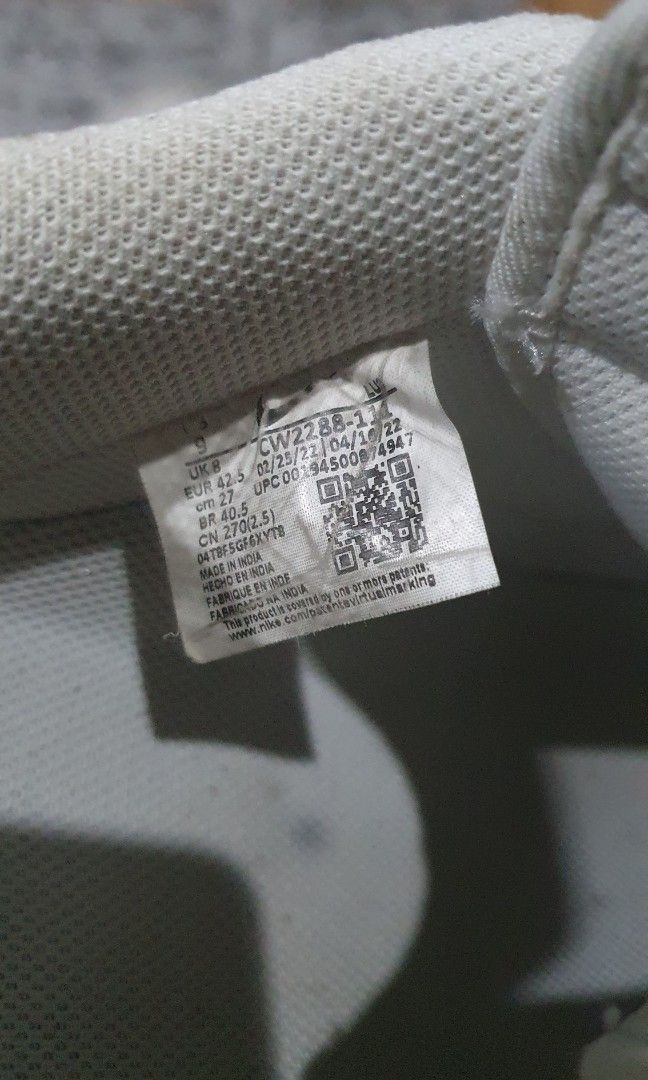 9
UK 8 CW2288-11
EUR 42.5 02/25/22 | 04/18/22
cm 27 UPC 00194500874947
BR 40.5
CN 270(2.5)
04TBF5GF6XYTB
MADE IN INDIA
HECHO EN INDIA
FABRIQUE EN INDE
FABRICADO NA INDIA
This product is covered by one or more patents.
www.nike.com/patentvirtualmarking